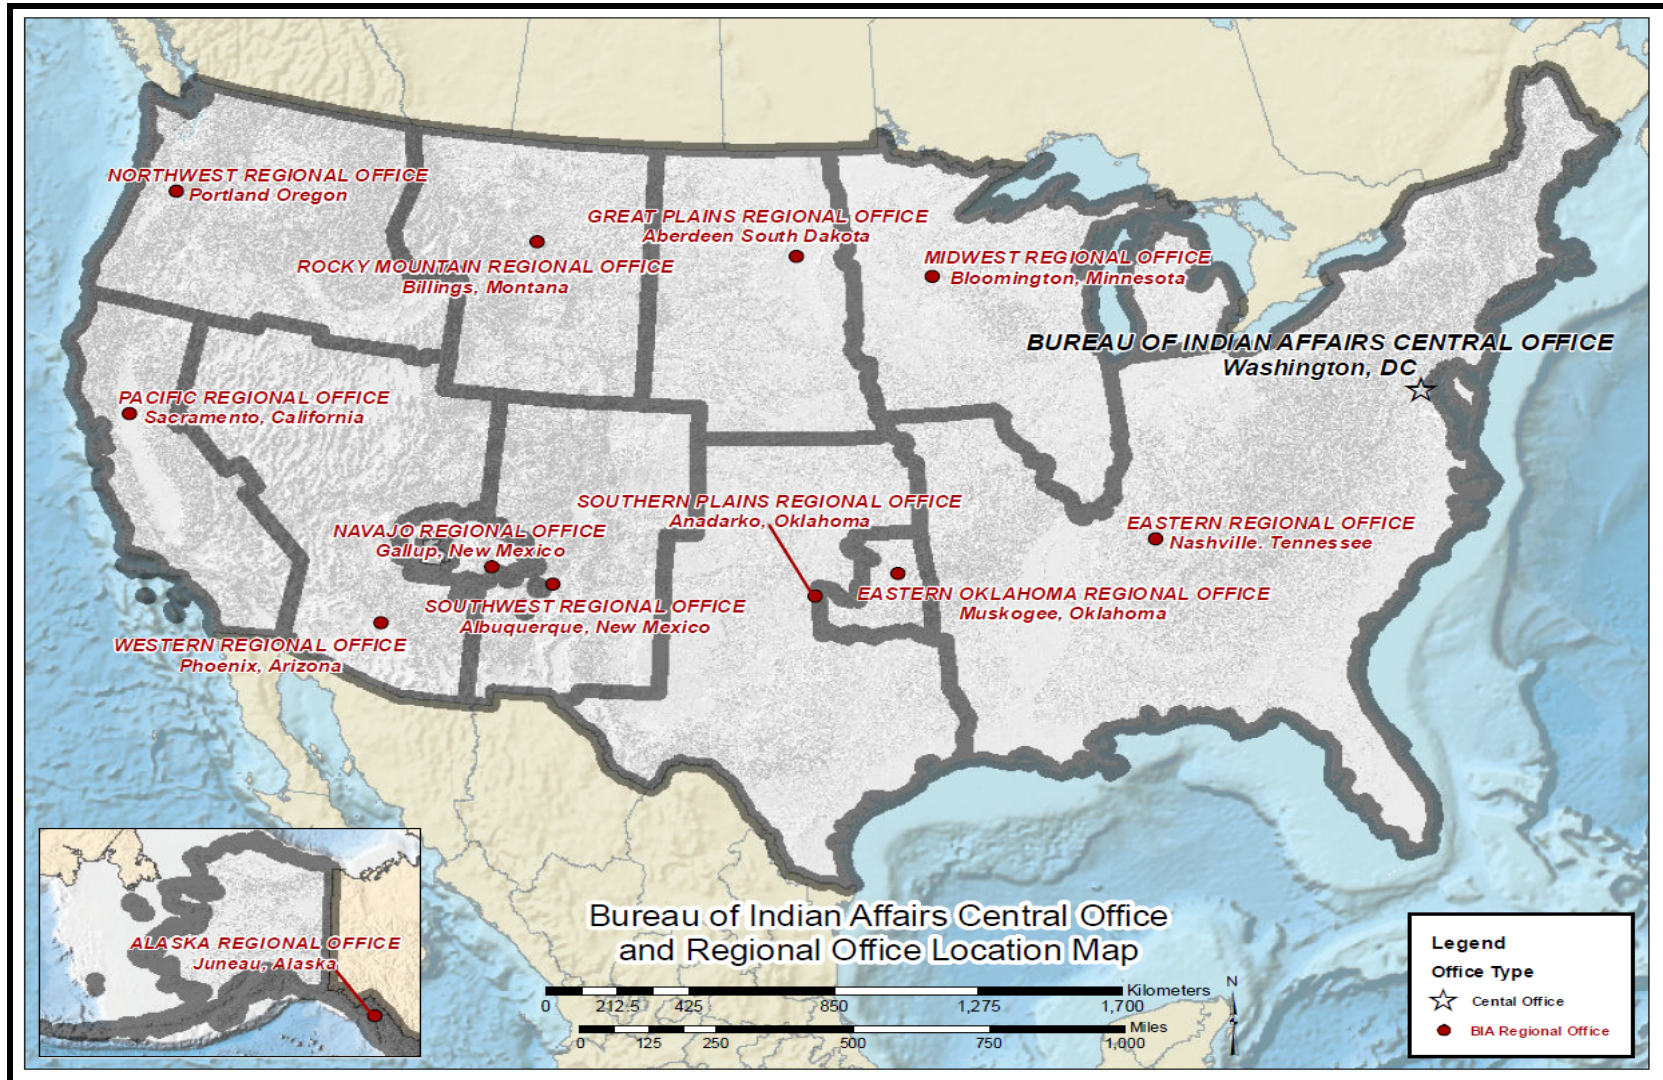 NORTHWEST REGIONAL OFFICE
Portland Oregon
GREAT PLAINS REGIONAL OFFICE
Aberdeen South Dakota
ROCKY MOUNTAIN REGIONAL OFFICE
Billings, Montana
MIDWEST REGIONAL OFFICE
Bloomington, Minnesota
BUREAU OF INDIAN AFFAIRS CENTRAL OFFICE
Washington, DC
PACIFIC REGIONAL OFFICE
Sacramento, California
SOUTHERN PLAINS REGIONAL OFFICE
Anadarko, Oklahoma
NAVAJO REGIONAL OFFICE
Gallup, New Mexico
EASTERN REGIONAL OFFICE
Nashville. Tennessee
EASTERN OKLAHOMA REGIONAL OFFICE
Muskogee, Oklahoma
SOUTHWEST REGIONAL OFFICE
Albuquerque, New Mexico
WESTERN REGIONAL OFFICE
Phoenix, Arizona
ALASKA REGIONAL OFFICE
Juneau, Alaska
Bureau of Indian Affairs Central Office
and Regional Office Location Map
Kilometers
0 212.5 425 850 1,275 1,700
Miles
0 125 250 500 750 1,000
N
Legend
Office Type
Cental Office
BIA Regional Office